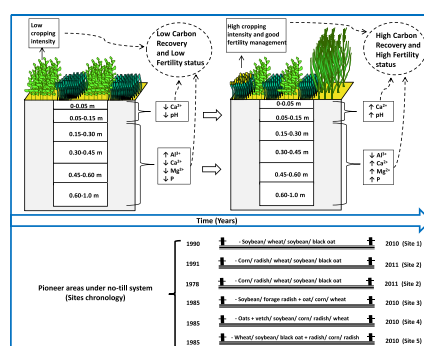 Low
cropping
intensity
Low Carbon
Recovery
and Low
Fertility status
High cropping
intensity and good
fertility management
High Carbon
Recovery and
High Fertility
status
0-0.05 m
0.05-0.15 m
0.15-0.30 m
0.30-0.45 m
0.45-0.60 m
0.60-1.0 m
↓ Ca²⁺
↓ pH
↑ Al³⁺
↓ Ca²⁺
↓ Mg²⁺
↓ P
0-0.05 m
0.05-0.15 m
0.15-0.30 m
0.30-0.45 m
0.45-0.60 m
0.60-1.0 m
↑ Ca²⁺
↑ pH
↓ Al³⁺
↑ Ca²⁺
↑ Mg²⁺
↑ P
Time (Years)
Pioneer areas under no-till system
(Sites chronology)
1990 - Soybean/ wheat/ soybean/ black oat 2010 (Site 1)
1991 - Corn/ radish/ wheat/ soybean/ black oat 2011 (Site 2)
1978 - Corn/ radish/ wheat/ soybean/ black oat 2011 (Site 2)
1985 - Soybean/ forage radish + oat/ corn/ wheat 2010 (Site 3)
1985 - Oats + vetch/ soybean/ corn/ radish/ wheat 2010 (Site 4)
1985 - Wheat/ soybean/ black oat + radish/ corn/ radish 2010 (Site 5)